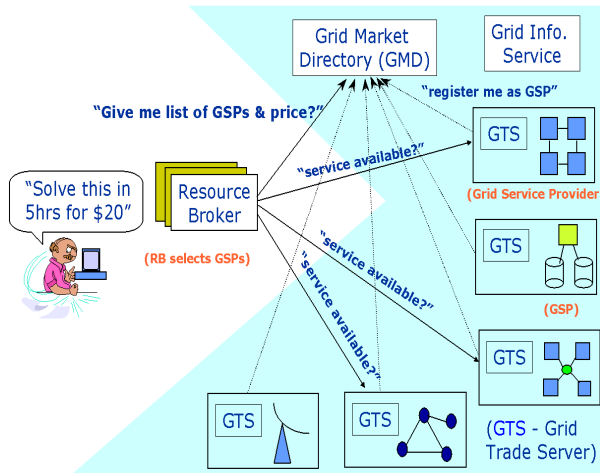 Grid Market
Directory (GMD)
Grid Info.
Service
“register me as GSP”
“Give me list of GSPs & price?”
GTS
“service available?”
(Grid Service Provider
“Solve this in
5hrs for $20”
Resource
Broker
(RB selects GSPs)
GTS
“service available?”
“service available?”
(GSP)
GTS
GTS
GTS
(GTS - Grid
Trade Server)